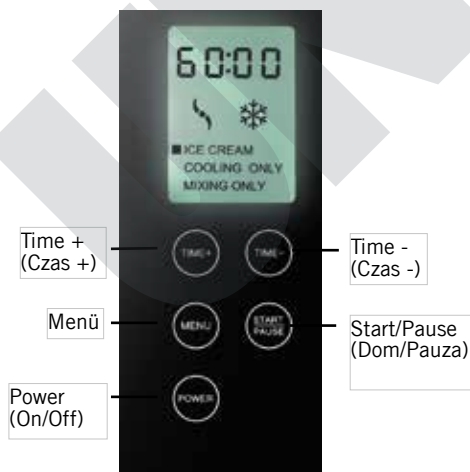 60:00
ICE CREAM
COOLING ONLY
MIXING ONLY
Time +
(Czas +)
TIME+
TIME-
Time -
(Czas -)
Menü
MENU
START
PAUSE
Start/Pause
(Dom/Pauza)
Power
(On/Off)
POWER